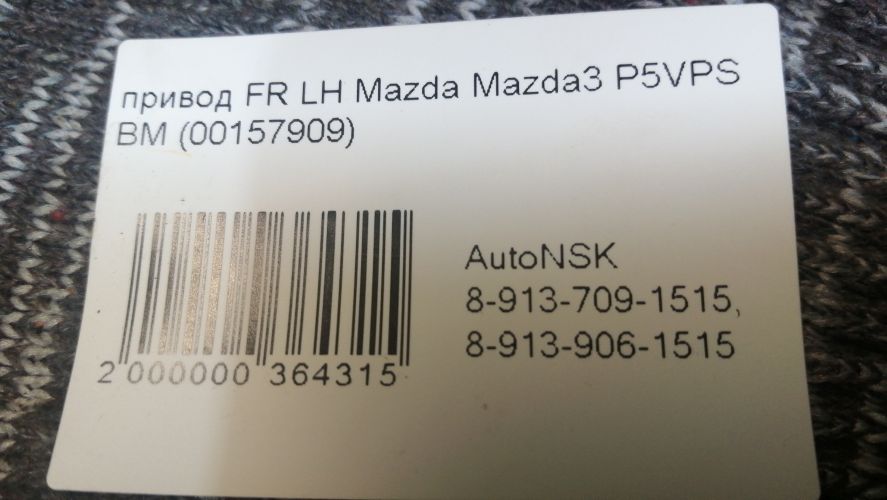 привод FR LH Mazda Mazda3 P5VPS
BM (00157909)
AutoNSK
8-913-709-1515,
8-913-906-1515
2 000000 364315